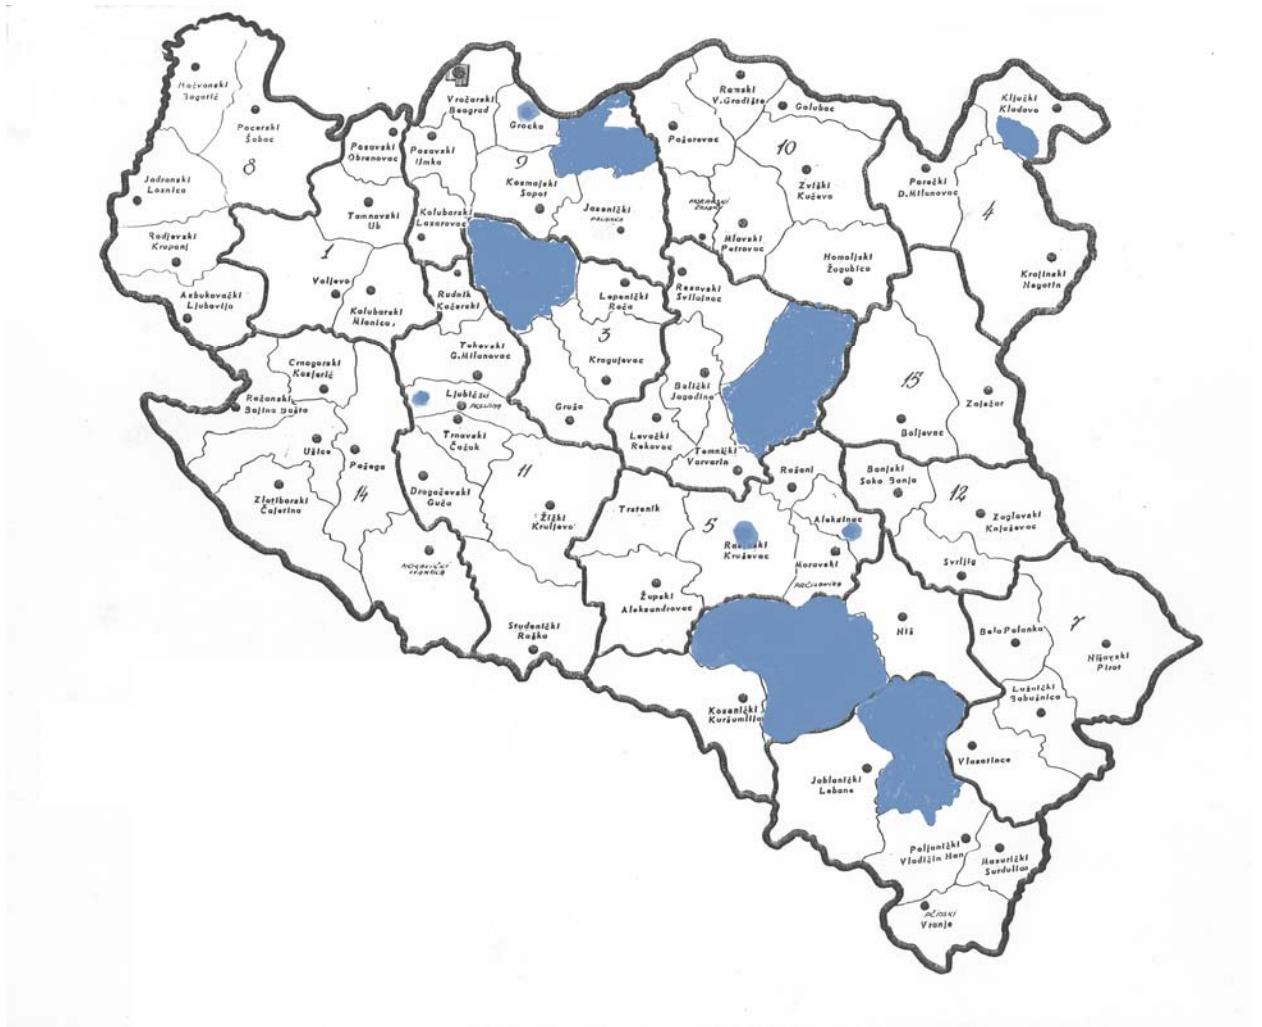 Mačvanski
Bogatić
Pocerski
Šabac
8
Jadranski
Loznica
Radjevski
Krupanj
Azbukovački
Ljubovija
Posavski
Obrenovac
Tamnavski
Ub
1
Valjevo
Kolubarski
Mionica
Vračarski
Beograd
Grocka
Posavski
Umka
9
Kosmajski
Sopot
Kolubarski
Lazarevac
Jasenički
PALANKA
Rudnik
Kačerski
Lepenički
Rača
3
Kragujevac
Gruža
Takovski
G.Milanovac
Ljubićski
PRELJINA
Trnavski
Čačak
11
Dragačevski
Guča
Žički
Kraljevo
Studenički
Raška
Crnogorski
Kosjerić
Račanski
Bajina Bašta
Užice
Požega
14
Zlatiborski
Čajetina
MORAVIČKI
IVANJICA
Ramski
V.Gradište
Golubac
Požarevac
10
Zviški
Kučevo
Mlavski
Petrovac
Homoljski
Žagubica
Resavski
Svilajnac
Belički
Jagodina
Levački
Rekovac
Temnički
Varvarin
Ključki
Kladovo
Porečki
D.Milanovac
4
Krajinski
Negotin
15
Zaječar
Boljevac
Banjski
Soko Banja
12
Zaglavski
Knjaževac
Svrljig
Ražanj
Aleksinac
Trstenik
5
Kruševac
Moravski
Župski
Aleksandrovac
Niš
Bela Palanka
7
Nišavski
Pirot
Lužnički
Babušnica
Vlasotince
Kosanički
Kuršumlija
Jablanički
Lebane
Poljanički
Vladičin Han
Masurički
Surdulica
PČINSKI
Vranje